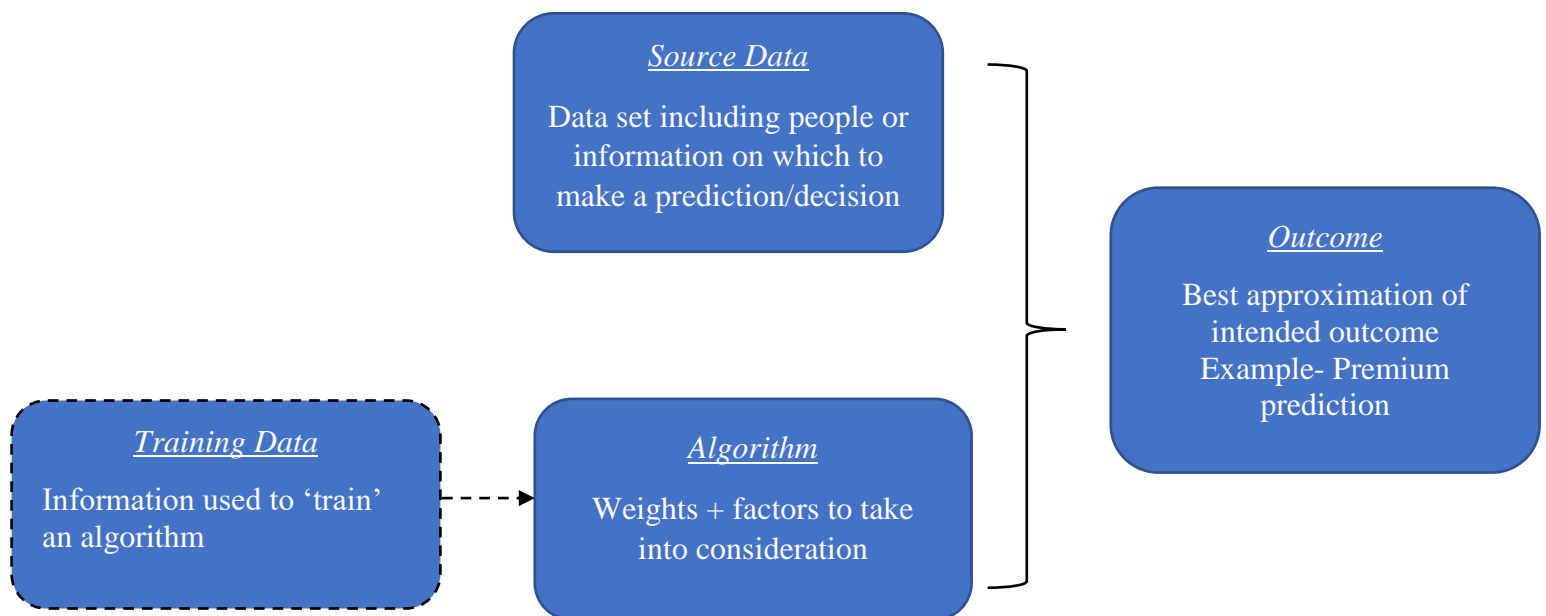 Source Data
Data set including people or
information on which to
make a prediction/decision
Outcome
Best approximation of
intended outcome
Example- Premium
prediction
Training Data
Information used to ‘train’
an algorithm
Algorithm
Weights + factors to take
into consideration